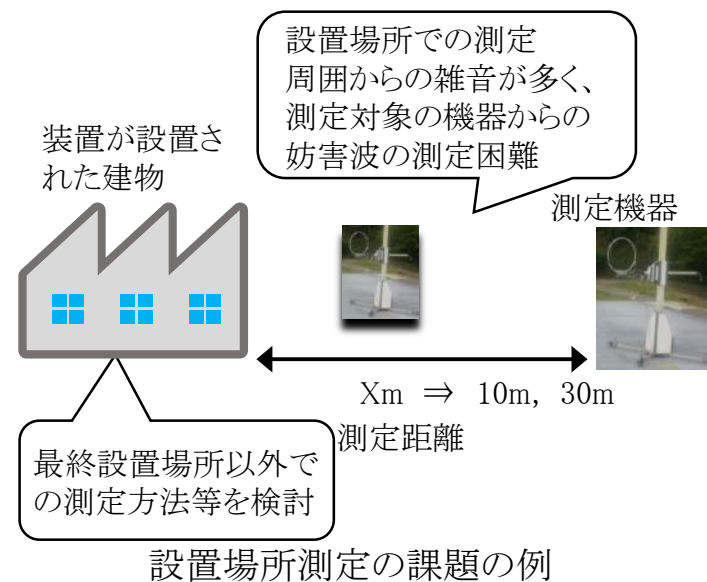 設置場所での測定
周囲からの雑音が多く、
測定対象の機器からの
妨害波の測定困難
装置が設置さ
れた建物
測定機器
Xm ⇒ 10m, 30m
測定距離
最終設置場所以外で
の測定方法等を検討
設置場所測定の課題の例